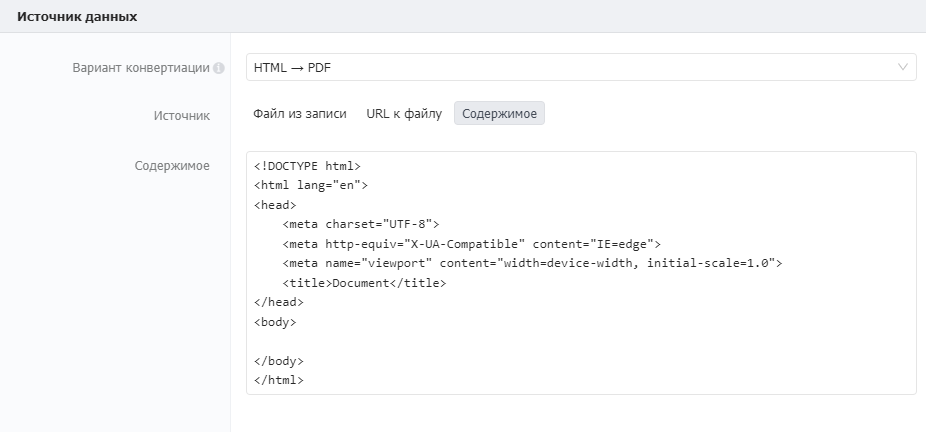 Источник данных
Вариант конвертиации
HTML → PDF
Источник
Файл из записи URL к файлу Содержимое
Содержимое
<!DOCTYPE html>
<html lang="en">
<head>
    <meta charset="UTF-8">
    <meta http-equiv="X-UA-Compatible" content="IE=edge">
    <meta name="viewport" content="width=device-width, initial-scale=1.0">
    <title>Document</title>
</head>
<body>

</body>
</html>